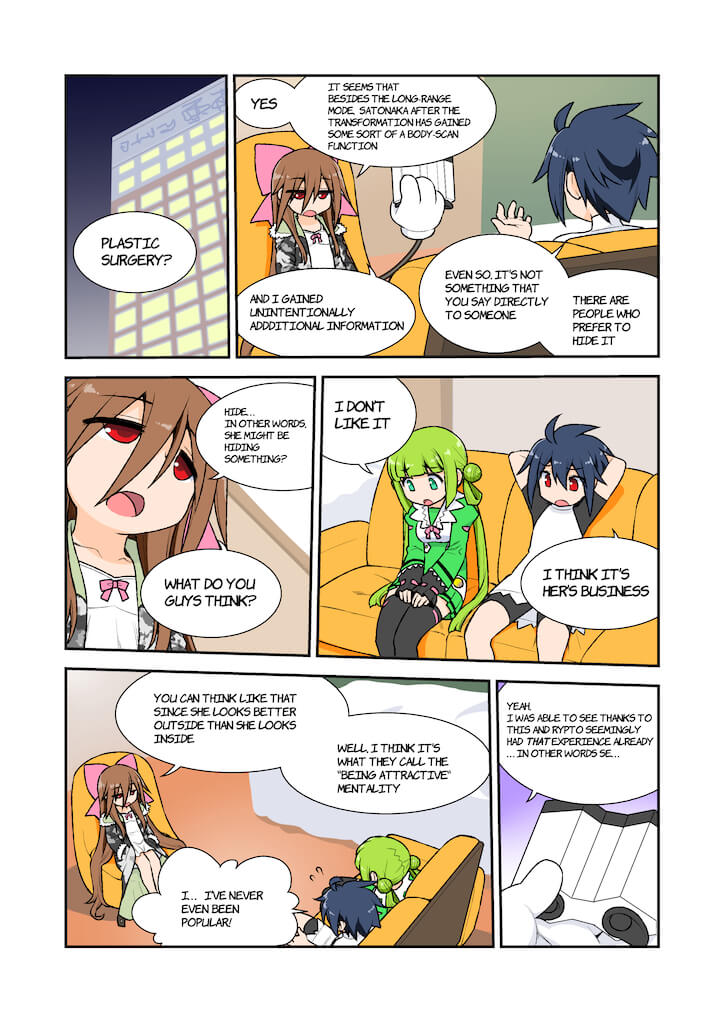 PLASTIC
SURGERY?
YES
IT SEEMS THAT
BESIDES THE LONG-RANGE
MODE, SATONAKA AFTER THE
TRANSFORMATION HAS GAINED
SOME SORT OF A BODY-SCAN
FUNCTION
AND I GAINED
UNINTENTIONALLY
ADDDITIONAL INFORMATION
EVEN SO, IT'S NOT
SOMETHING THAT
YOU SAY DIRECTLY
TO SOMEONE
THERE ARE
PEOPLE WHO
PREFER TO
HIDE IT
HIDE...
IN OTHER WORDS,
SHE MIGHT BE
HIDING
SOMETHING?
WHAT DO YOU
GUYS THINK?
I DON'T
LIKE IT
I THINK IT'S
HER'S BUSINESS
YOU CAN THINK LIKE THAT
SINCE SHE LOOKS BETTER
OUTSIDE THAN SHE LOOKS
INSIDE
WELL, I THINK IT'S
WHAT THEY CALL THE
"BEING ATTRACTIVE"
MENTALITY
I... I'VE NEVER
EVEN BEEN
POPULAR!
YEAH.
I WAS ABLE TO SEE THANKS TO
THIS AND RYPTO SEEMINGLY
HAD THAT EXPERIENCE ALREADY
...IN OTHER WORDS SE...